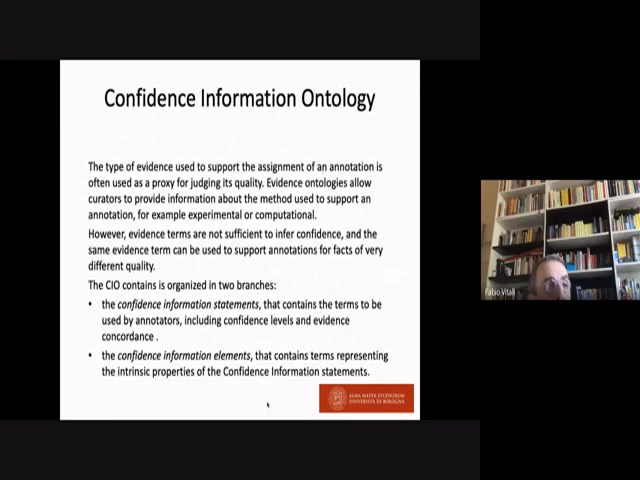 Confidence Information Ontology
The type of evidence used to support the assignment of an annotation is
often used as a proxy for judging its quality. Evidence ontologies allow
curators to provide information about the method used to support an
annotation, for example experimental or computational.
However, evidence terms are not sufficient to infer confidence, and the
same evidence term can be used to support annotations for facts of very
different quality.
The CIO contains is organized in two branches:
• the confidence information statements, that contains the terms to be
used by annotators, including confidence levels and evidence
concordance .
• the confidence information elements, that contains terms representing
the intrinsic properties of the Confidence Information statements.
ALMA MATER STUDIORUM
UNIVERSITÀ DI BOLOGNA
Fabio Vitali